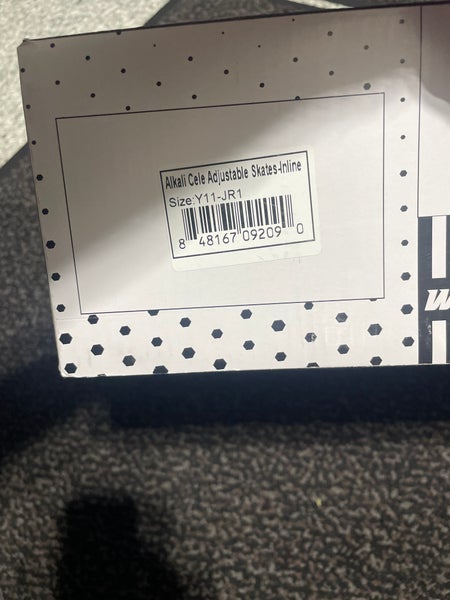 Alkali Cele Adjustable Skates-Inline
Size:Y11-JR1
8 48167 09209 0